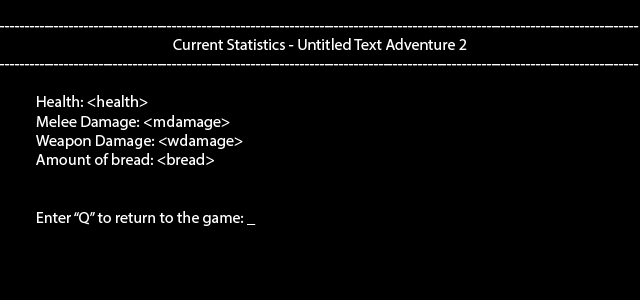 Current Statistics - Untitled Text Adventure 2
Health: <health>
Melee Damage: <mdamage>
Weapon Damage: <wdamage>
Amount of bread: <bread>
Enter “Q” to return to the game: _